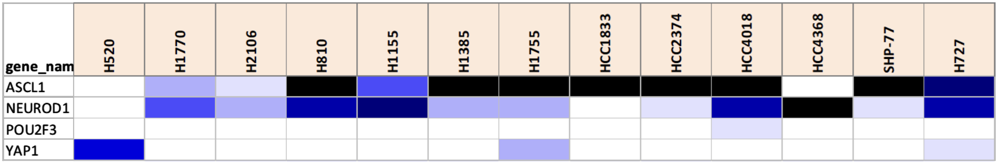 gene_nam
H520
H1770
H2106
H810
H1155
H1385
H1755
HCC1833
HCC2374
HCC4018
HCC4368
SHP-77
H727
ASCL1
NEUROD1
POU2F3
YAP1